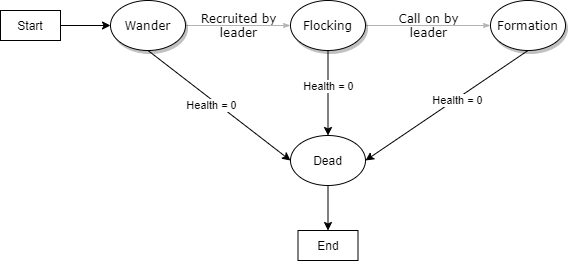 Start
Wander
Recruited by
leader
Flocking
Call on by
leader
Formation
Health = 0
Health = 0
Health = 0
Dead
End